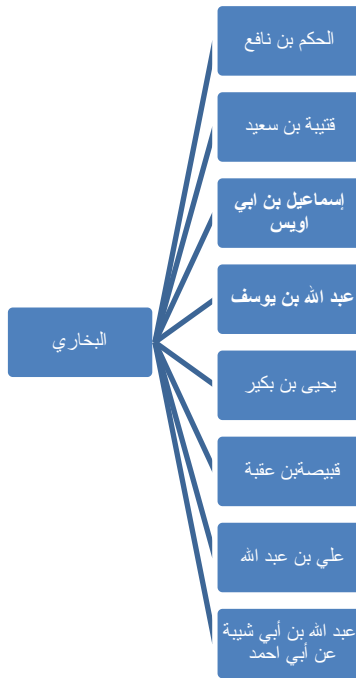 الحكم بن نافع
قتيبة بن سعيد
إسماعيل بن ابي
اويس
عبد الله بن يوسف
البخاري
يحيى بن بكير
قبيصةبن عقبة
علي بن عبد الله
عبد الله بن أبي شيبة
عن أبي احمد